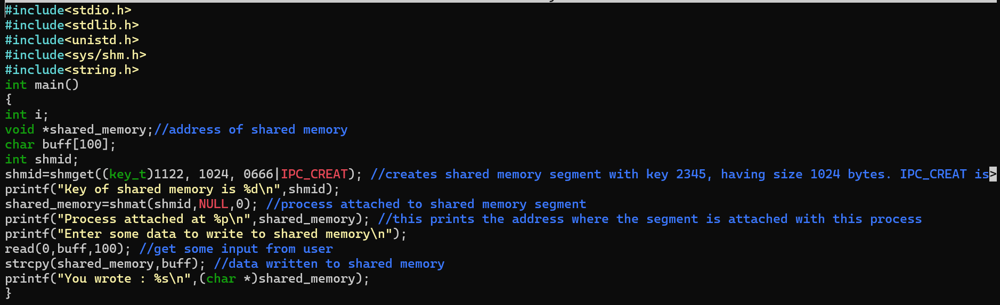 #include<stdio.h>
#include<stdlib.h>
#include<unistd.h>
#include<sys/shm.h>
#include<string.h>
int main()
{
int i;
void *shared_memory;//address of shared memory
char buff[100];
int shmid;
shmid=shmget((key_t)1122, 1024, 0666|IPC_CREAT); //creates shared memory segment with key 2345, having size 1024 bytes. IPC_CREAT is>
printf("Key of shared memory is %d\n",shmid);
shared_memory=shmat(shmid,NULL,0); //process attached to shared memory segment
printf("Process attached at %p\n",shared_memory); //this prints the address where the segment is attached with this process
printf("Enter some data to write to shared memory\n");
read(0,buff,100); //get some input from user
strcpy(shared_memory,buff); //data written to shared memory
printf("You wrote : %s\n",(char *)shared_memory);
}